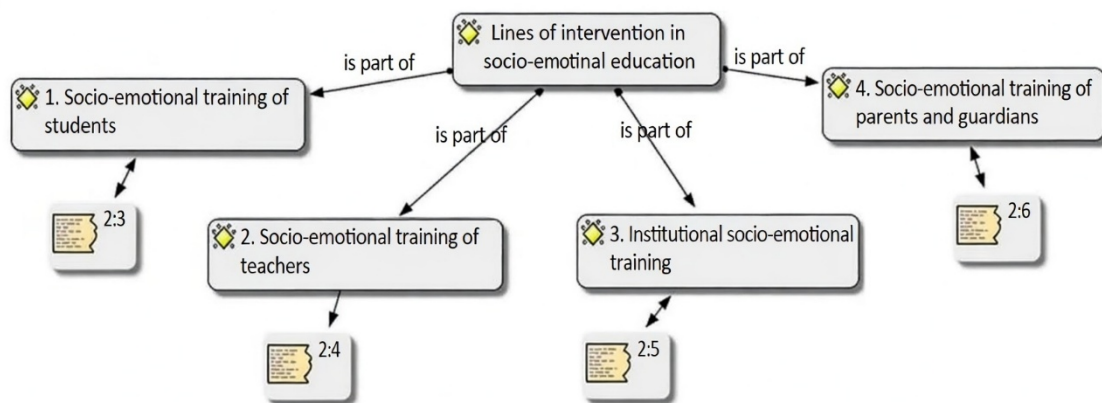 Lines of intervention in
socio-emotinal education
is part of
is part of
is part of
is part of
1. Socio-emotional training of
students
4. Socio-emotional training of
parents and guardians
2:3
2:6
2. Socio-emotional training of
teachers
3. Institutional socio-emotional
training
2:4
2:5